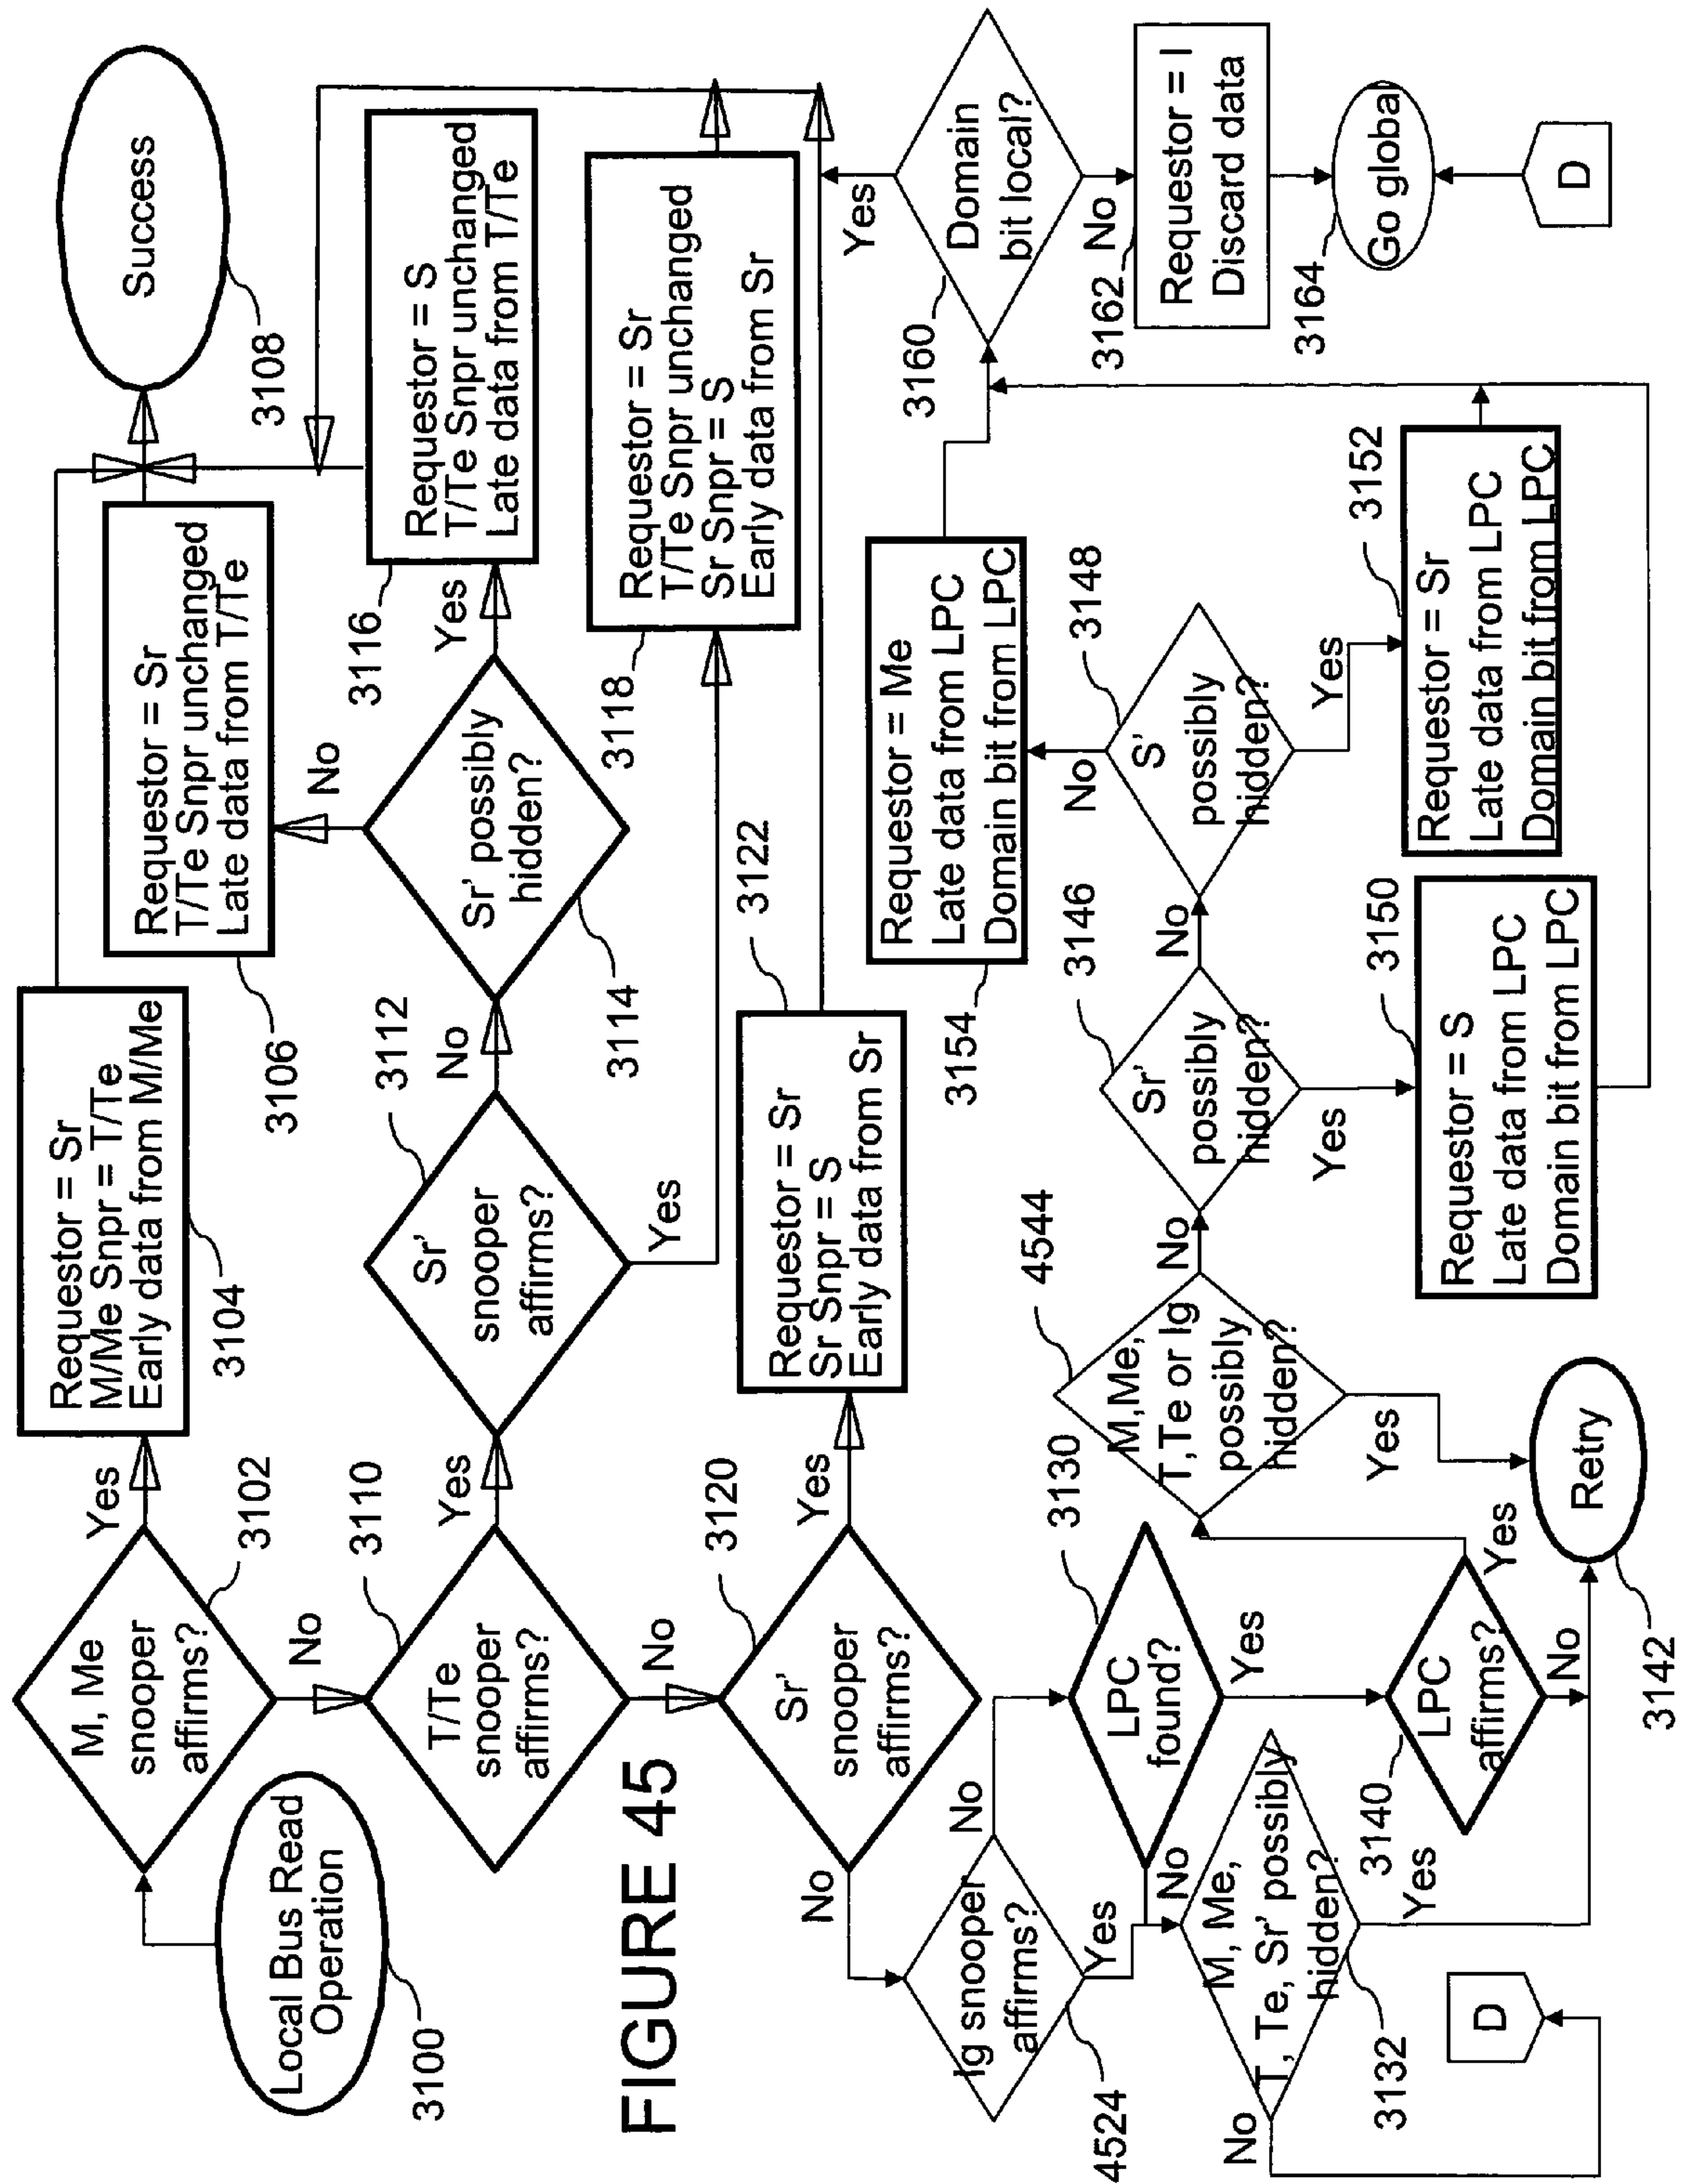 Local Bus Read
Operation
3100
M, Me
snooper
affirms?
3102
Yes
No
Requestor = Sr
M/Me Snpr = T/Te
Early data from M/Me
3104
Requestor = Sr
T/Te Snpr unchanged
Late data from T/Te
3106
Success
3108
T/Te
snooper
affirms?
3110
Yes
No
Sr'
snooper
affirms?
3112
No
Yes
Sr' possibly
hidden?
3114
No
Yes
Requestor = S
T/Te Snpr unchanged
Late data from T/Te
3116
Requestor = Sr
T/Te Snpr unchanged
Sr Snpr = S
Early data from Sr
3118
FIGURE 45
Sr'
snooper
affirms?
3120
Yes
No
Requestor = Sr
Sr Snpr = S
Early data from Sr
3122
Ig snooper
affirms?
4524
No
Yes
LPC
found?
3130
No
Yes
M, Me,
T, Te, Sr' possibly
hidden?
3132
No
Yes
D
LPC
affirms?
3140
Yes
No
Retry
3142
M,Me,
T,Te or Ig
possibly
hidden?
4544
No
Yes
Sr'
possibly
hidden?
3146
No
Yes
S'
possibly
hidden?
3148
No
Yes
Requestor = S
Late data from LPC
Domain bit from LPC
3150
Requestor = Sr
Late data from LPC
Domain bit from LPC
3152
Requestor = Me
Late data from LPC
Domain bit from LPC
3154
Domain
bit local?
3160
Yes
No
Requestor = I
Discard data
3162
Go global
3164
D